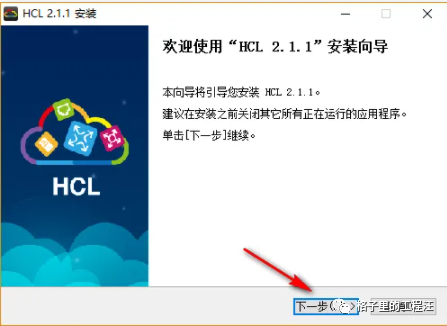 HCL 2.1.1 安装
欢迎使用“HCL 2.1.1”安装向导
本向导将引导您安装 HCL 2.1.1。
建议在安装之前关闭其它所有正在运行的应用程序。
单击[下一步]继续。
HCL
下一步( >
格子里的工程汪